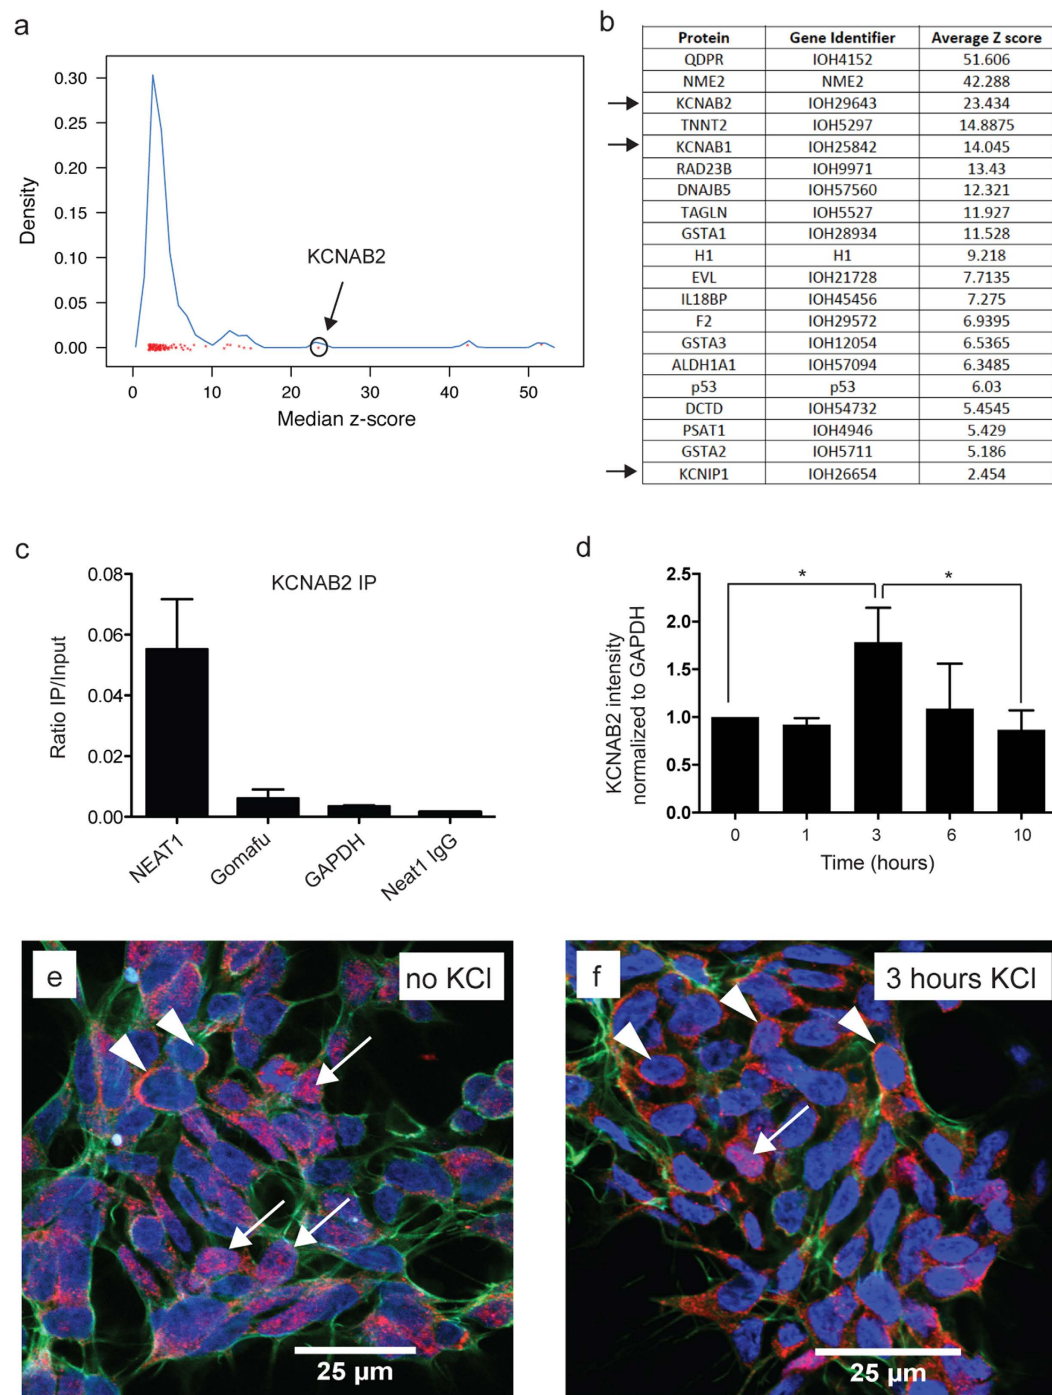 a
0.30
0.25
0.20
0.15
0.10
0.05
0.00
Density
KCNAB2
0 10 20 30 40 50
Median z-score
b
Protein Gene Identifier Average Z score
QDPR IOH4152 51.606
NME2 NME2 42.288
KCNAB2 IOH29643 23.434
TNNT2 IOH5297 14.8875
KCNAB1 IOH25842 14.045
RAD23B IOH9971 13.43
DNAJB5 IOH57560 12.321
TAGLN IOH5527 11.927
GSTA1 IOH28934 11.528
H1 H1 9.218
EVL IOH21728 7.7135
IL18BP IOH45456 7.275
F2 IOH29572 6.9395
GSTA3 IOH12054 6.5365
ALDH1A1 IOH57094 6.3485
p53 p53 6.03
DCTD IOH54732 5.4545
PSAT1 IOH4946 5.429
GSTA2 IOH5711 5.186
KCNIP1 IOH26654 2.454
c
KCNAB2 IP
0.08
0.06
0.04
0.02
0.00
Ratio IP/Input
NEAT1 Gomafu GAPDH Neat1 IgG
d
2.5
2.0
1.5
1.0
0.5
0.0
KCNAB2 intensity
normalized to GAPDH
* *
0 1 3 6 10
Time (hours)
e
no KCl
25 µm
f
3 hours KCl
25 µm